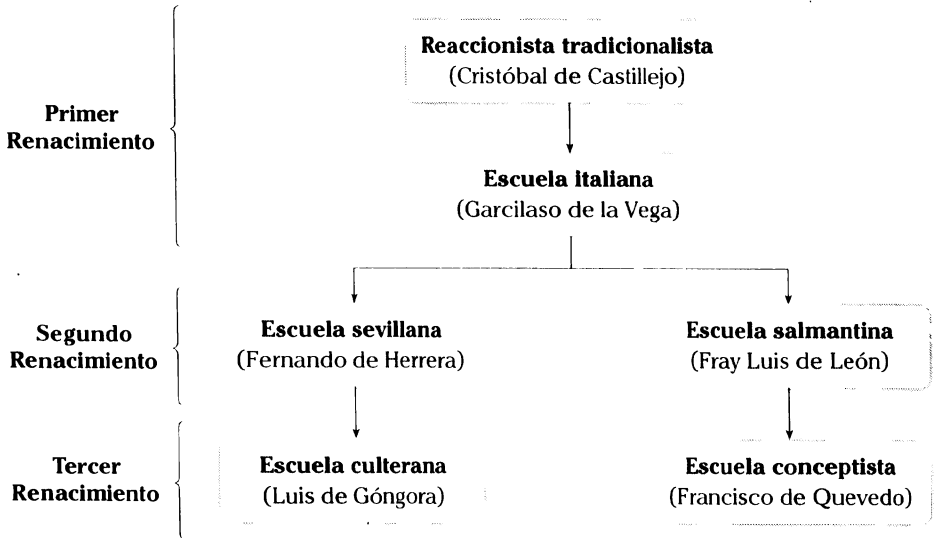 Reaccionista tradicionalista
(Cristóbal de Castillejo)
Primer
Renacimiento
Escuela italiana
(Garcilaso de la Vega)
Segundo
Renacimiento
Escuela sevillana
(Fernando de Herrera)
Escuela salmantina
(Fray Luis de León)
Tercer
Renacimiento
Escuela culterana
(Luis de Góngora)
Escuela conceptista
(Francisco de Quevedo)